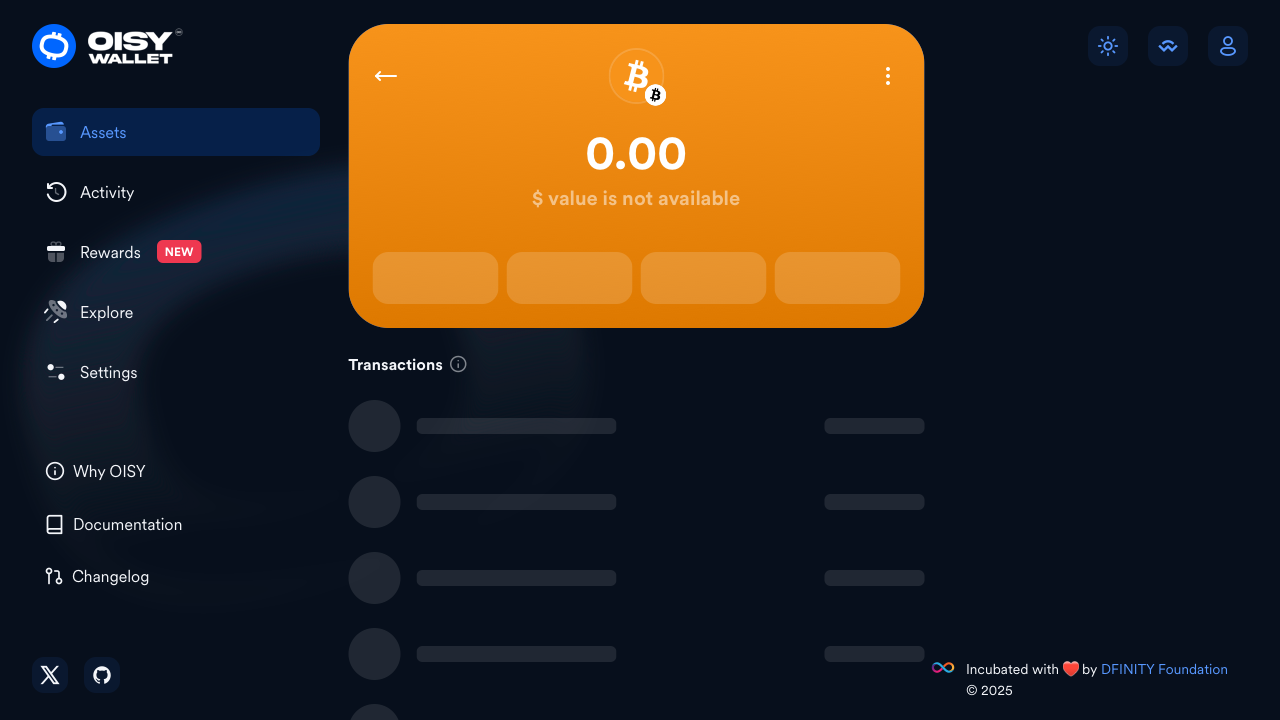 OISY
WALLET
Assets
Activity
Rewards NEW
Explore
Settings
Why OISY
Documentation
Changelog
0.00
$ value is not available
Transactions
Incubated with ❤️ by DFINITY Foundation
© 2025